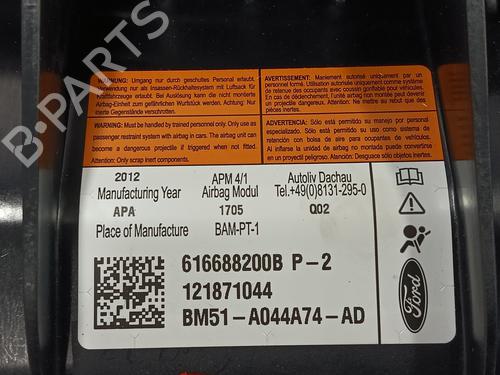 B-PARTS
WARNUNG: Umgang nur durch geschultes Personal erlaubt.
Verwendung nur als Insassen-Rückhaltesystem mit Luftsack für
Kraftfahrzeuge erlaubt. Bei Auslösung kann die nicht montierte
Airbag-Einheit zum gefährlichen Wurfstück werden. Achtung: Nur
inerte Gegenstände verschrotten.
AVERTISSEMENT: Maniement autorisé uniquement par un
personnel formé. Utilisation autorisée uniquement comme système de
retenue des occupants avec coussin gonflable pour véhicules.
En cas de déclenchement, l'unité airbag non montée peut devenir
un projectile dangereux. Attention: Ne mettre au rebut que des
pièces inertes.
WARNING: Must be handled by trained personnel only. Only use as
passenger restraint system with airbag in cars. The airbag unit can
become a dangerous projectile if triggered when not fitted.
Attention: Only scrap inert components.
ADVERTENCIA: Sólo está permitido su manejo por personal
especializado. Sólo está permitido su uso como sistema de retención
de ocupantes con airbag (cojín hinchable) en vehículos.
Al inflarse la unidad airbag no montada puede convertirse
en un proyectil peligroso. Atención: Desechar sólo objetos inertes.
2012 APM 4/1 Autoliv Dachau
Manufacturing Year Airbag Modul Tel.+49(0)8131-295-0
APA 1705 Q02
Place of Manufacture BAM-PT-1
616688200B P-2
121871044
BM51-A044A74-AD
Ford